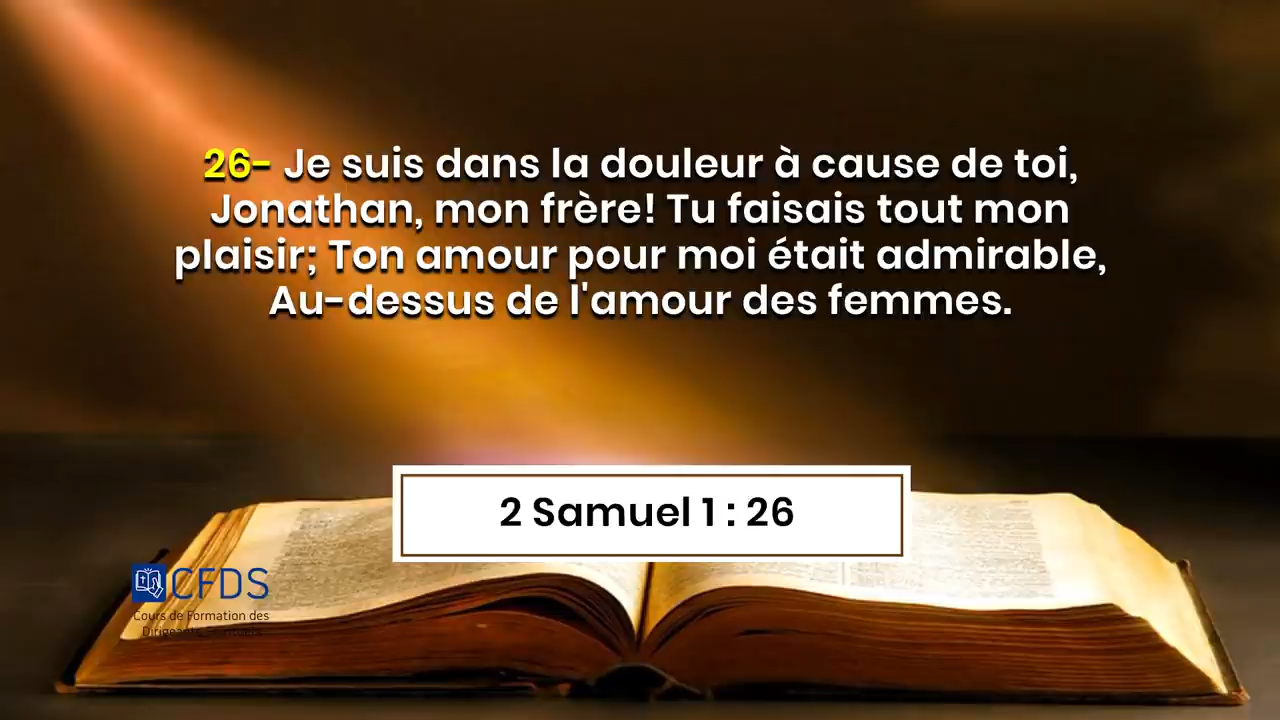 26- Je suis dans la douleur à cause de toi,
Jonathan, mon frère! Tu faisais tout mon
plaisir; Ton amour pour moi était admirable,
Au-dessus de l'amour des femmes.
2 Samuel 1 : 26
CFDS
Cours de Formation des